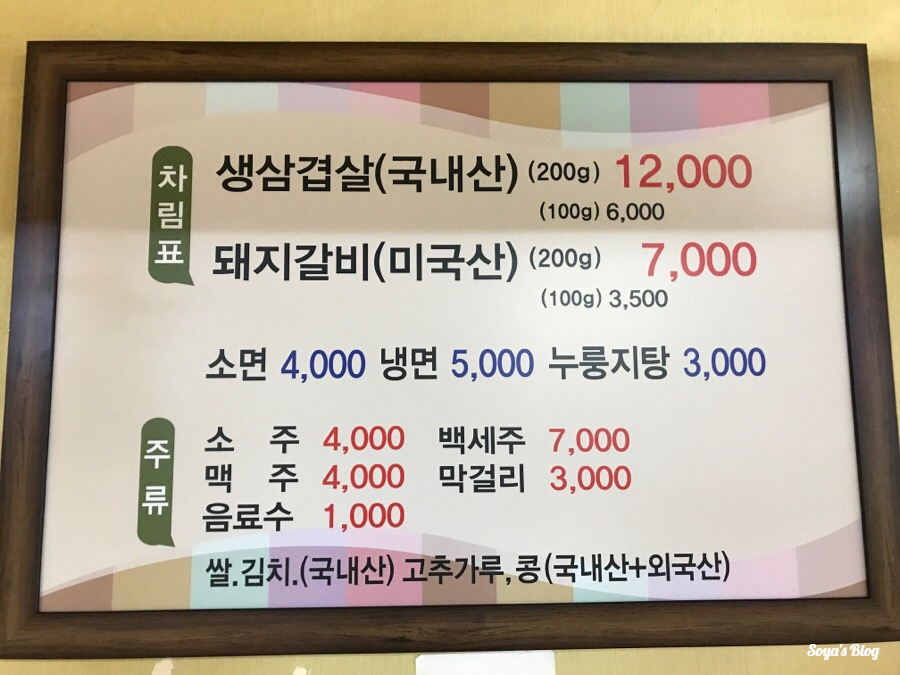 차림표
생삼겹살(국내산) (200g) 12,000
(100g) 6,000
돼지갈비(미국산) (200g) 7,000
(100g) 3,500
소면 4,000 냉면 5,000 누룽지탕 3,000
주류
소 주 4,000 백세주 7,000
맥 주 4,000 막걸리 3,000
음료수 1,000
쌀.김치.(국내산) 고추가루, 콩(국내산+외국산)
Soya's Blog